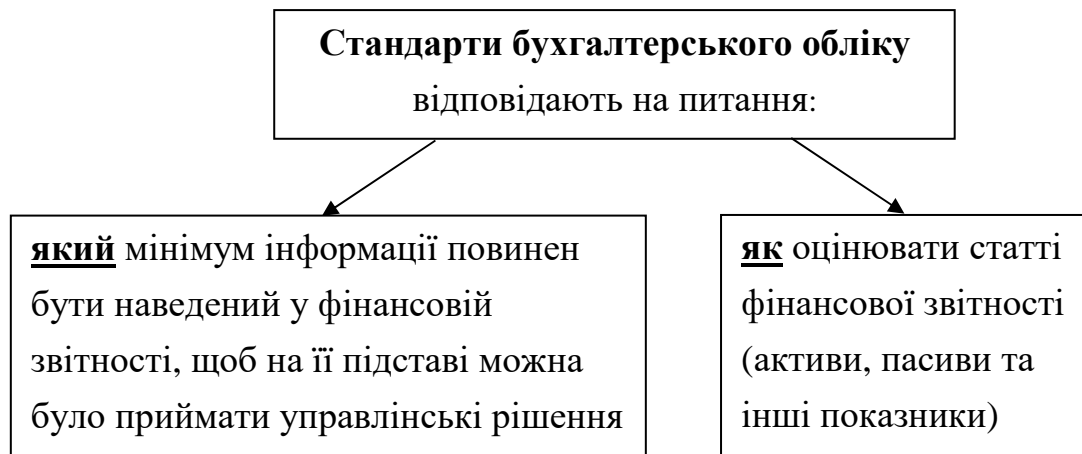 Стандарти бухгалтерського обліку
відповідають на питання:
який мінімум інформації повинен
бути наведений у фінансовій
звітності, щоб на її підставі можна
було приймати управлінські рішення
як оцінювати статті
фінансової звітності
(активи, пасиви та
інші показники)